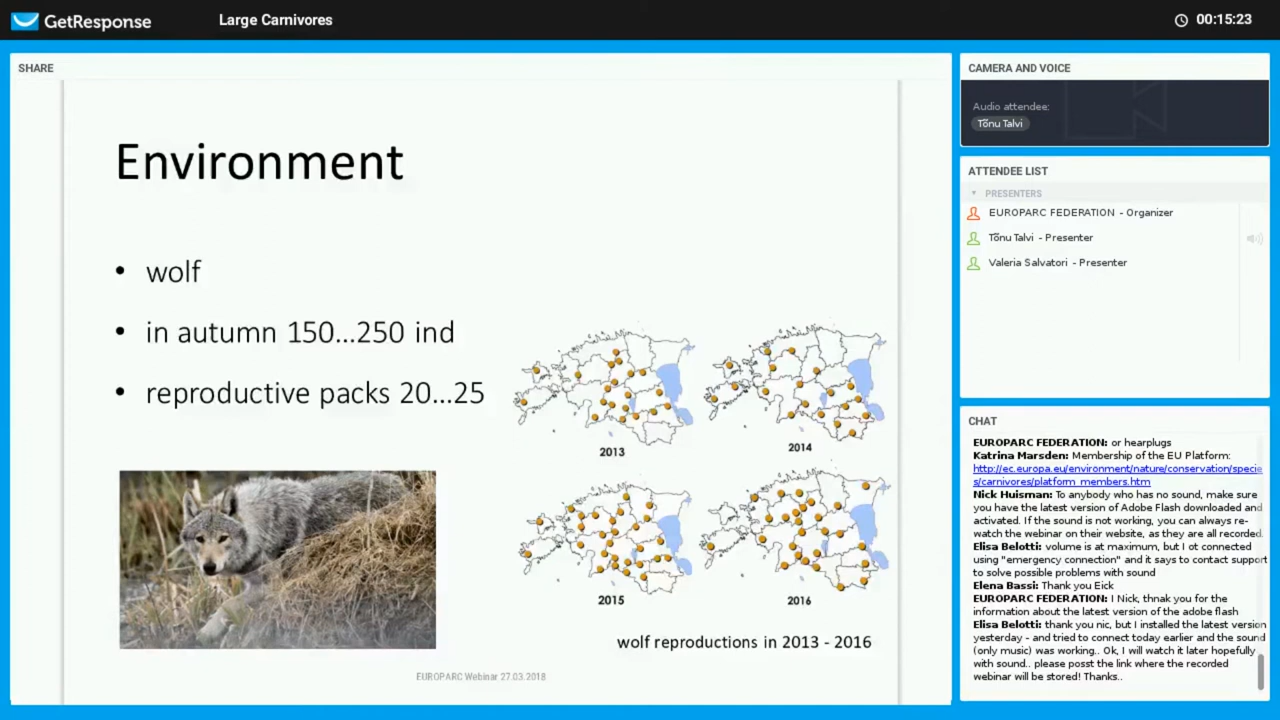 GetResponse
Large Carnivores
00:15:23
SHARE
Environment
• wolf
• in autumn 150...250 ind
• reproductive packs 20...25
2013
2014
2015
2016
wolf reproductions in 2013 - 2016
EUROPARC Webinar 27.03.2018
CAMERA AND VOICE
Audio attendee:
Tõnu Talvi
ATTENDEE LIST
PRESENTERS
EUROPARC FEDERATION - Organizer
Tõnu Talvi - Presenter
Valeria Salvatori - Presenter
CHAT
EUROPARC FEDERATION: or hearplugs
Katrina Marsden: Membership of the EU Platform:
http://ec.europa.eu/environment/nature/conservation/specie
s/carnivores/platform_members.htm
Nick Huisman: To anybody who has no sound, make sure
you have the latest version of Adobe Flash downloaded and
activated. If the sound is not working, you can always re-
watch the webinar on their website, as they are all recorded.
Elisa Belotti: volume is at maximum, but I ot connected
using "emergency connection" and it says to contact support
to solve possible problems with sound
Elena Bassi: Thank you Eick
EUROPARC FEDERATION: I Nick, thnak you for the
information about the latest version of the adobe flash
Elisa Belotti: thank you nic, but I installed the latest version
yesterday - and tried to connect today earlier and the sound
(only music) was working.. Ok, I will watch it later hopefully
with sound.. please posst the link where the recorded
webinar will be stored! Thanks..